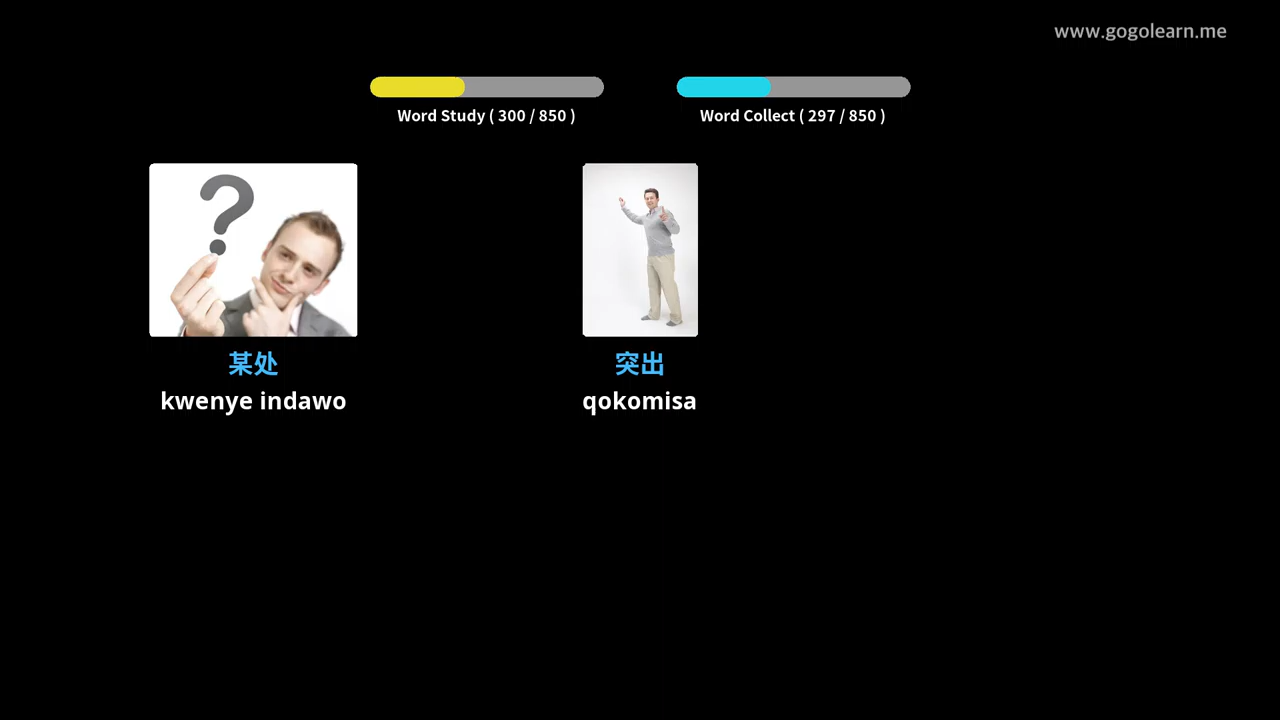 www.gogolearn.me
Word Study ( 300 / 850 )
Word Collect ( 297 / 850 )
?
某处
kwenye indawo
突出
qokomisa